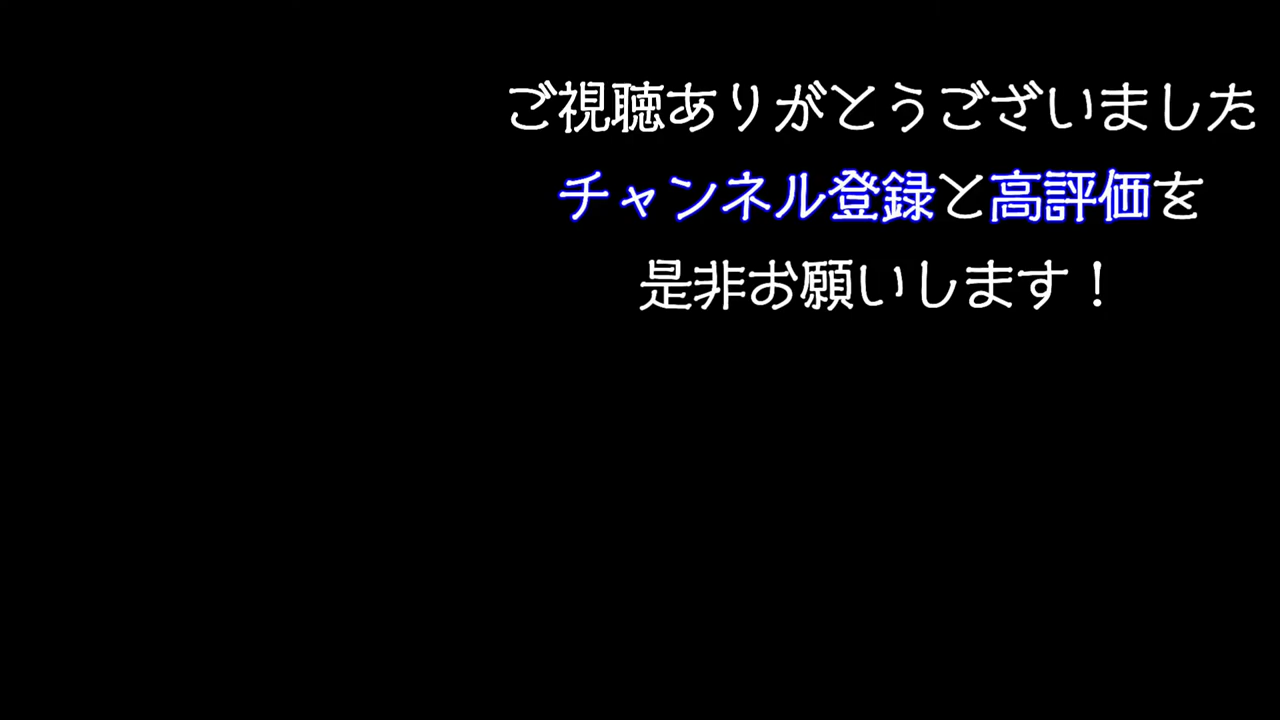 ご視聴ありがとうございました
チャンネル登録と高評価を
是非お願いします！